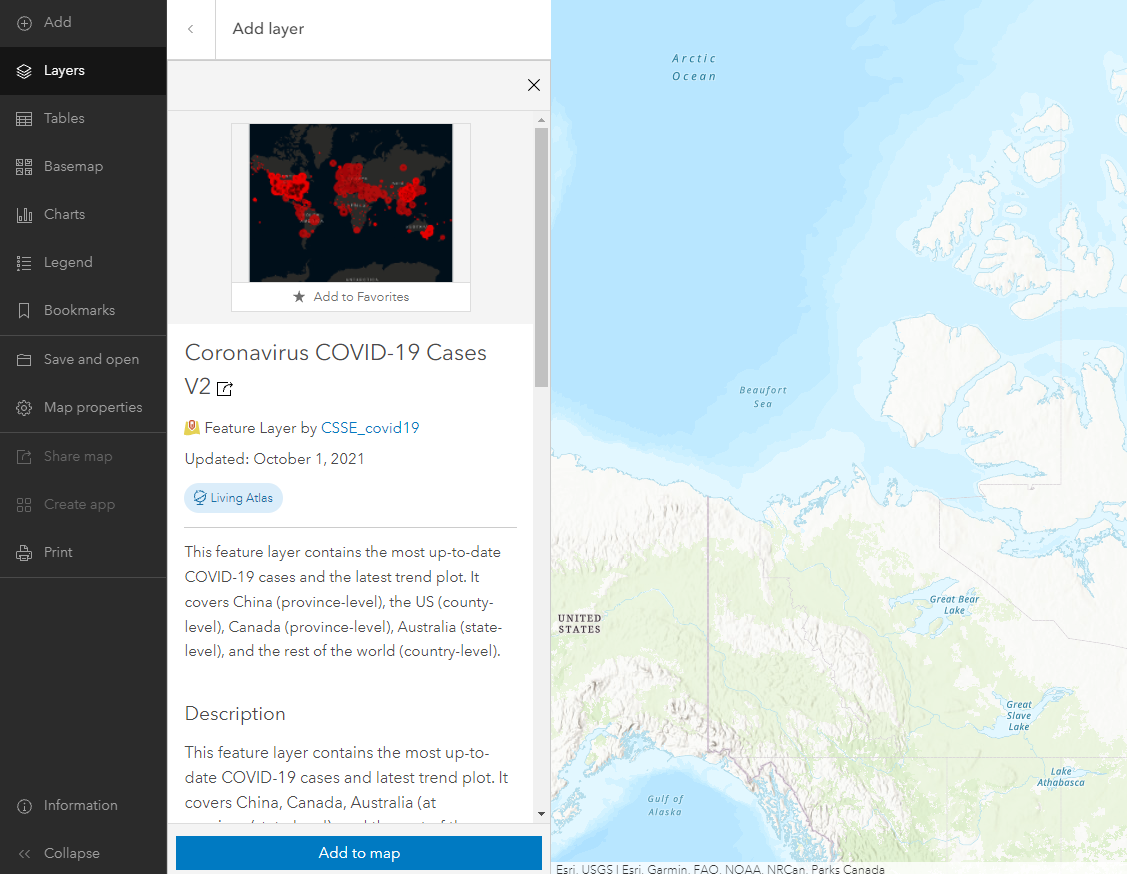 Add
Layers
Tables
Basemap
Charts
Legend
Bookmarks
Save and open
Map properties
Share map
Create app
Print
Information
Collapse
Add layer
Add to Favorites
Coronavirus COVID-19 Cases
V2
Feature Layer by CSSE_covid19
Updated: October 1, 2021
Living Atlas
This feature layer contains the most up-to-date
COVID-19 cases and the latest trend plot. It
covers China (province-level), the US (county-
level), Canada (province-level), Australia (state-
level), and the rest of the world (country-level).
Description
This feature layer contains the most up-to-
date COVID-19 cases and latest trend plot. It
covers China, Canada, Australia (at
Add to map
Arctic
Ocean
Beaufort
Sea
Great Bear
Lake
UNITED
STATES
Great
Slave
Lake
Lake
Athabasca
Gulf of
Alaska
Esri, USGS | Esri, Garmin, FAO, NOAA, NRCan, Parks Canada